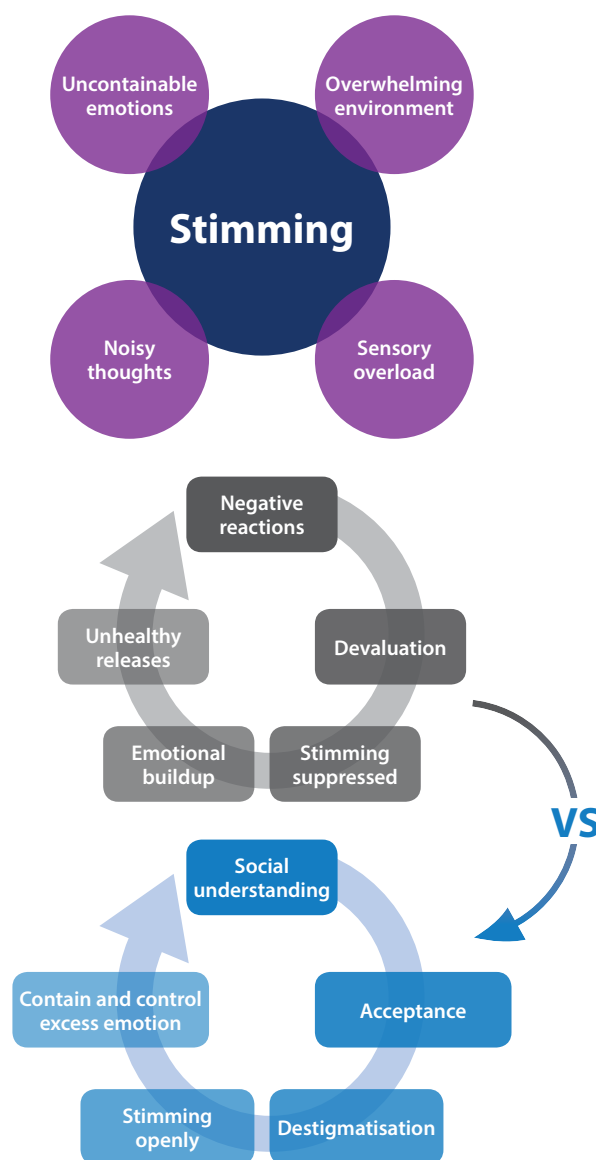 Uncontainable
emotions
Overwhelming
environment
Stimming
Noisy
thoughts
Sensory
overload
Negative
reactions
Devaluation
Stimming
suppressed
Emotional
buildup
Unhealthy
releases
VS
Social
understanding
Acceptance
Destigmatisation
Stimming
openly
Contain and control
excess emotion